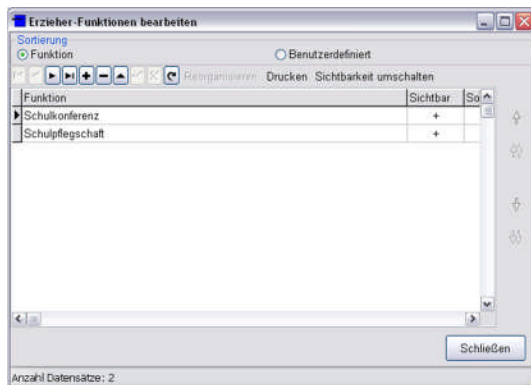 Erzieher-Funktionen bearbeiten
Sortierung
Funktion Benutzerdefiniert
Reorganisieren Drucken Sichtbarkeit umschalten
Funktion Sichtbar So
Schulkonferenz +
Schulpflegschaft +
Schließen
Anzahl Datensätze: 2